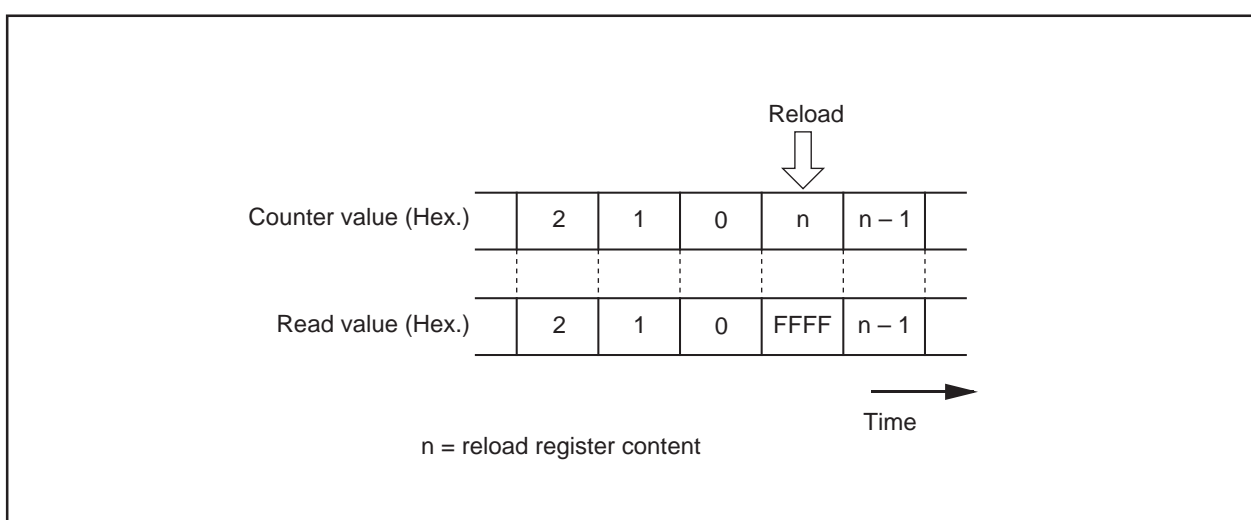 Reload
Counter value (Hex.) 2 1 0 n n – 1
Read value (Hex.) 2 1 0 FFFF n – 1
Time
n = reload register content